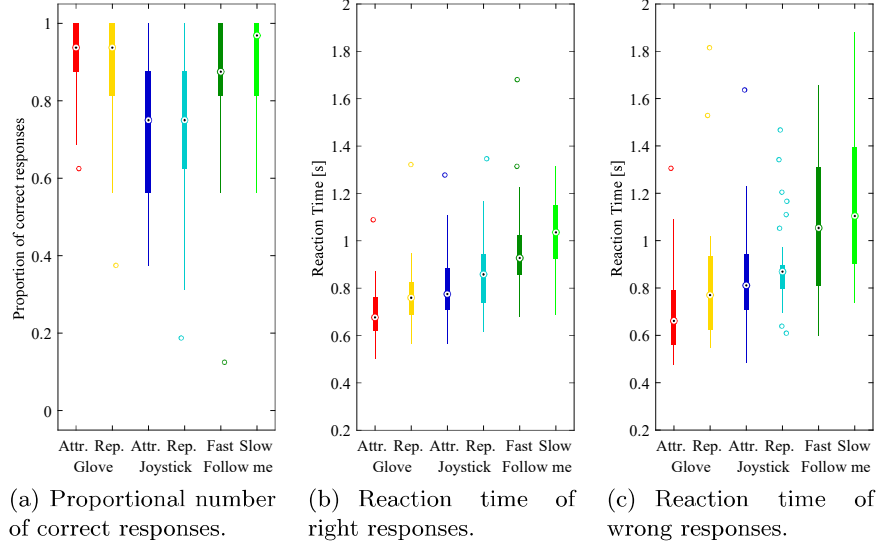 Proportion of correct responses
1
0.8
0.6
0.4
0.2
0
Attr. Rep. Attr. Rep. Fast Slow
Glove Joystick Follow me
(a) Proportional number
of correct responses.
Reaction Time [s]
2
1.8
1.6
1.4
1.2
1
0.8
0.6
0.4
0.2
Attr. Rep. Attr. Rep. Fast Slow
Glove Joystick Follow me
(b) Reaction time of
right responses.
Reaction Time [s]
2
1.8
1.6
1.4
1.2
1
0.8
0.6
0.4
0.2
Attr. Rep. Attr. Rep. Fast Slow
Glove Joystick Follow me
(c) Reaction time of
wrong responses.